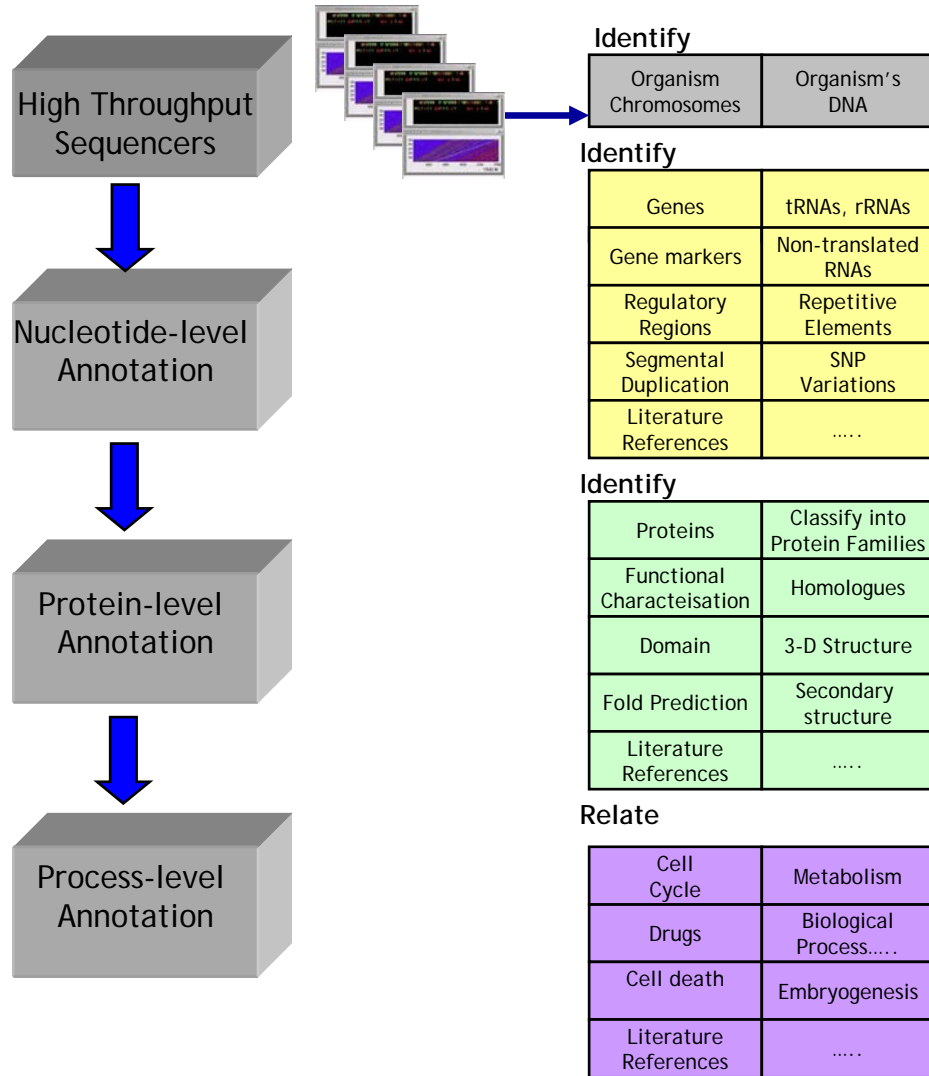 High Throughput
Sequencers
Nucleotide-level
Annotation
Protein-level
Annotation
Process-level
Annotation
Identify
Organism
Chromosomes
Organism's
DNA
Identify
Genes
tRNAs, rRNAs
Gene markers
Non-translated
RNAs
Regulatory
Regions
Repetitive
Elements
Segmental
Duplication
SNP
Variations
Literature
References
.....
Identify
Proteins
Classify into
Protein Families
Functional
Characteisation
Homologues
Domain
3-D Structure
Fold Prediction
Secondary
structure
Literature
References
.....
Relate
Cell
Cycle
Metabolism
Drugs
Biological
Process.....
Cell death
Embryogenesis
Literature
References
.....